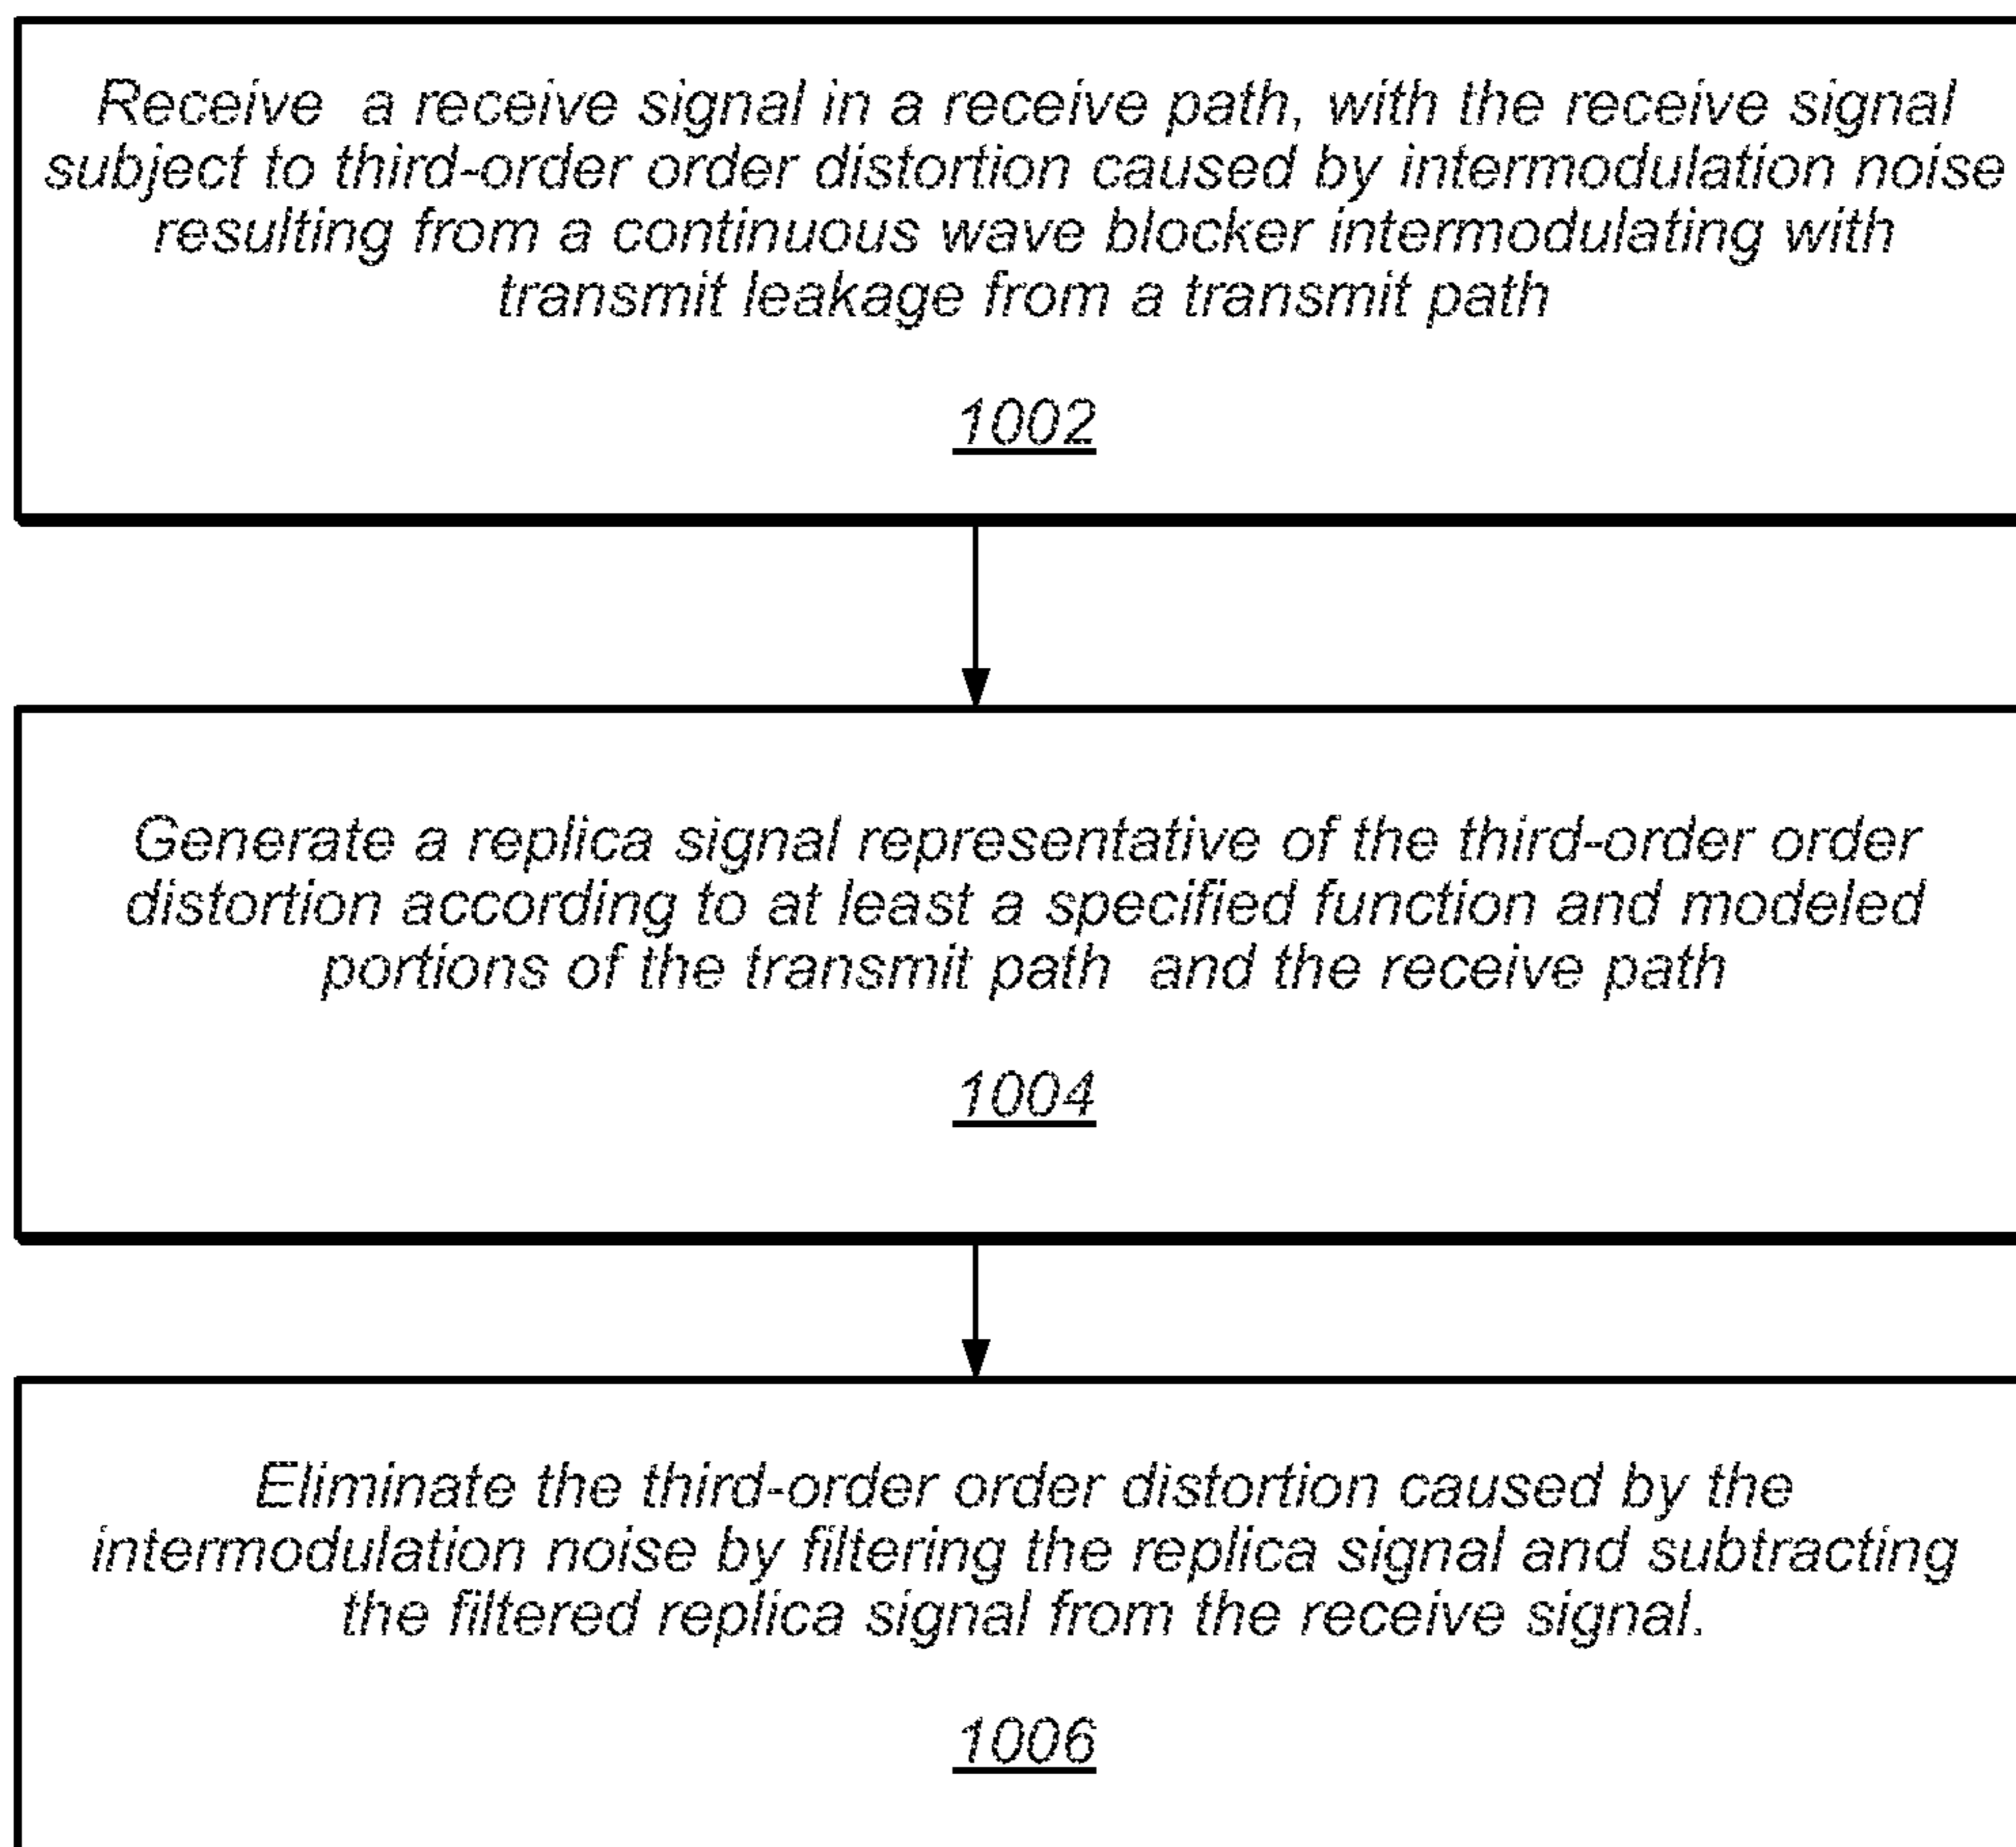 Receive a receive signal in a receive path, with the receive signal
subject to third-order order distortion caused by intermodulation noise
resulting from a continuous wave blocker intermodulating with
transmit leakage from a transmit path
1002
Generate a replica signal representative of the third-order order
distortion according to at least a specified function and modeled
portions of the transmit path and the receive path
1004
Eliminate the third-order order distortion caused by the
intermodulation noise by filtering the replica signal and subtracting
the filtered replica signal from the receive signal.
1006